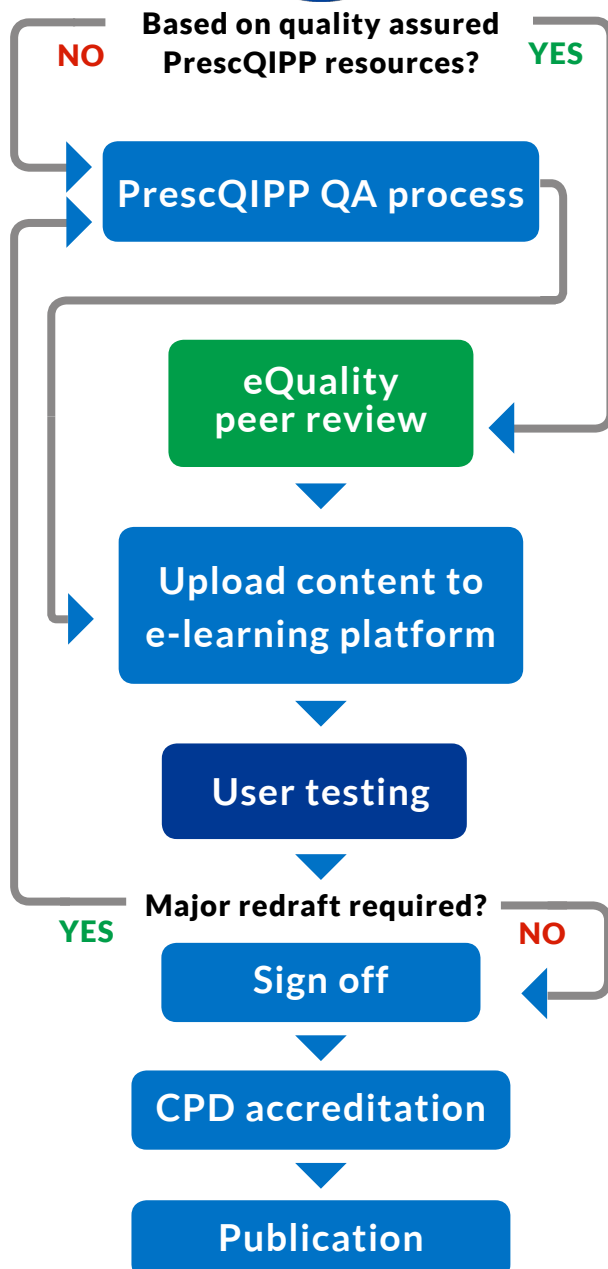 Based on quality assured
NO
PrescQIPP resources?
YES
PrescQIPP QA process
eQuality
peer review
Upload content to
e-learning platform
User testing
Major redraft required?
YES
NO
Sign off
CPD accreditation
Publication